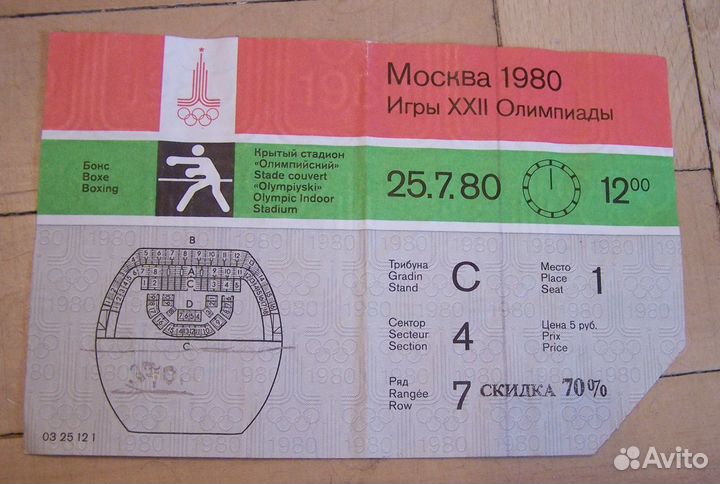 Москва 1980
Игры XXII Олимпиады
Бокс
Boxe
Boxing
Крытый стадион
«Олимпийский»
Stade couvert
«Olympiyski»
Olympic Indoor
Stadium
25.7.80
12⁰⁰
B
A
C
D
C
Трибуна
Gradin
Stand
C
Место
Place
Seat
1
Сектор
Secteur
Section
4
Цена 5 руб.
Prix
Price
Ряд
Rangée
Row
7
СКИДКА 70%
03 25 12 1
Avito